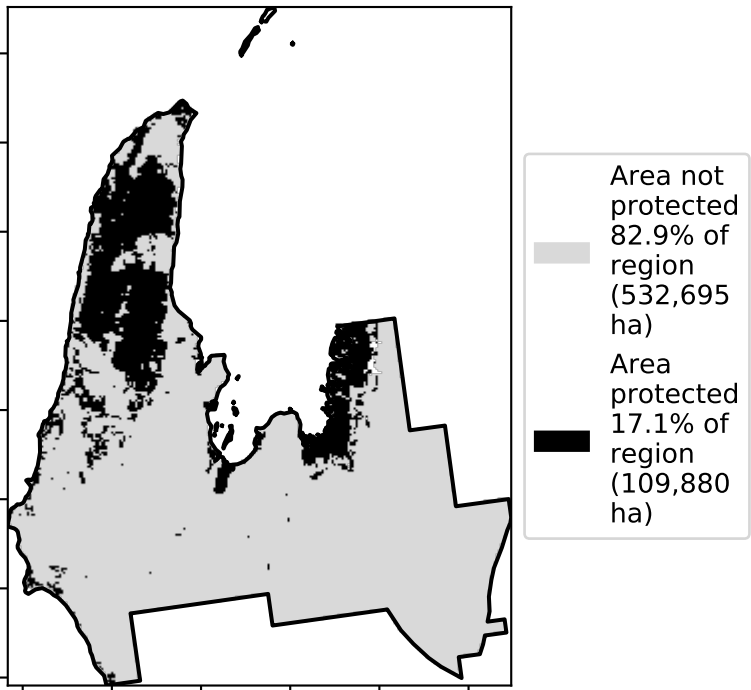 Area not
protected
82.9% of
region
(532,695
ha)
Area
protected
17.1% of
region
(109,880
ha)